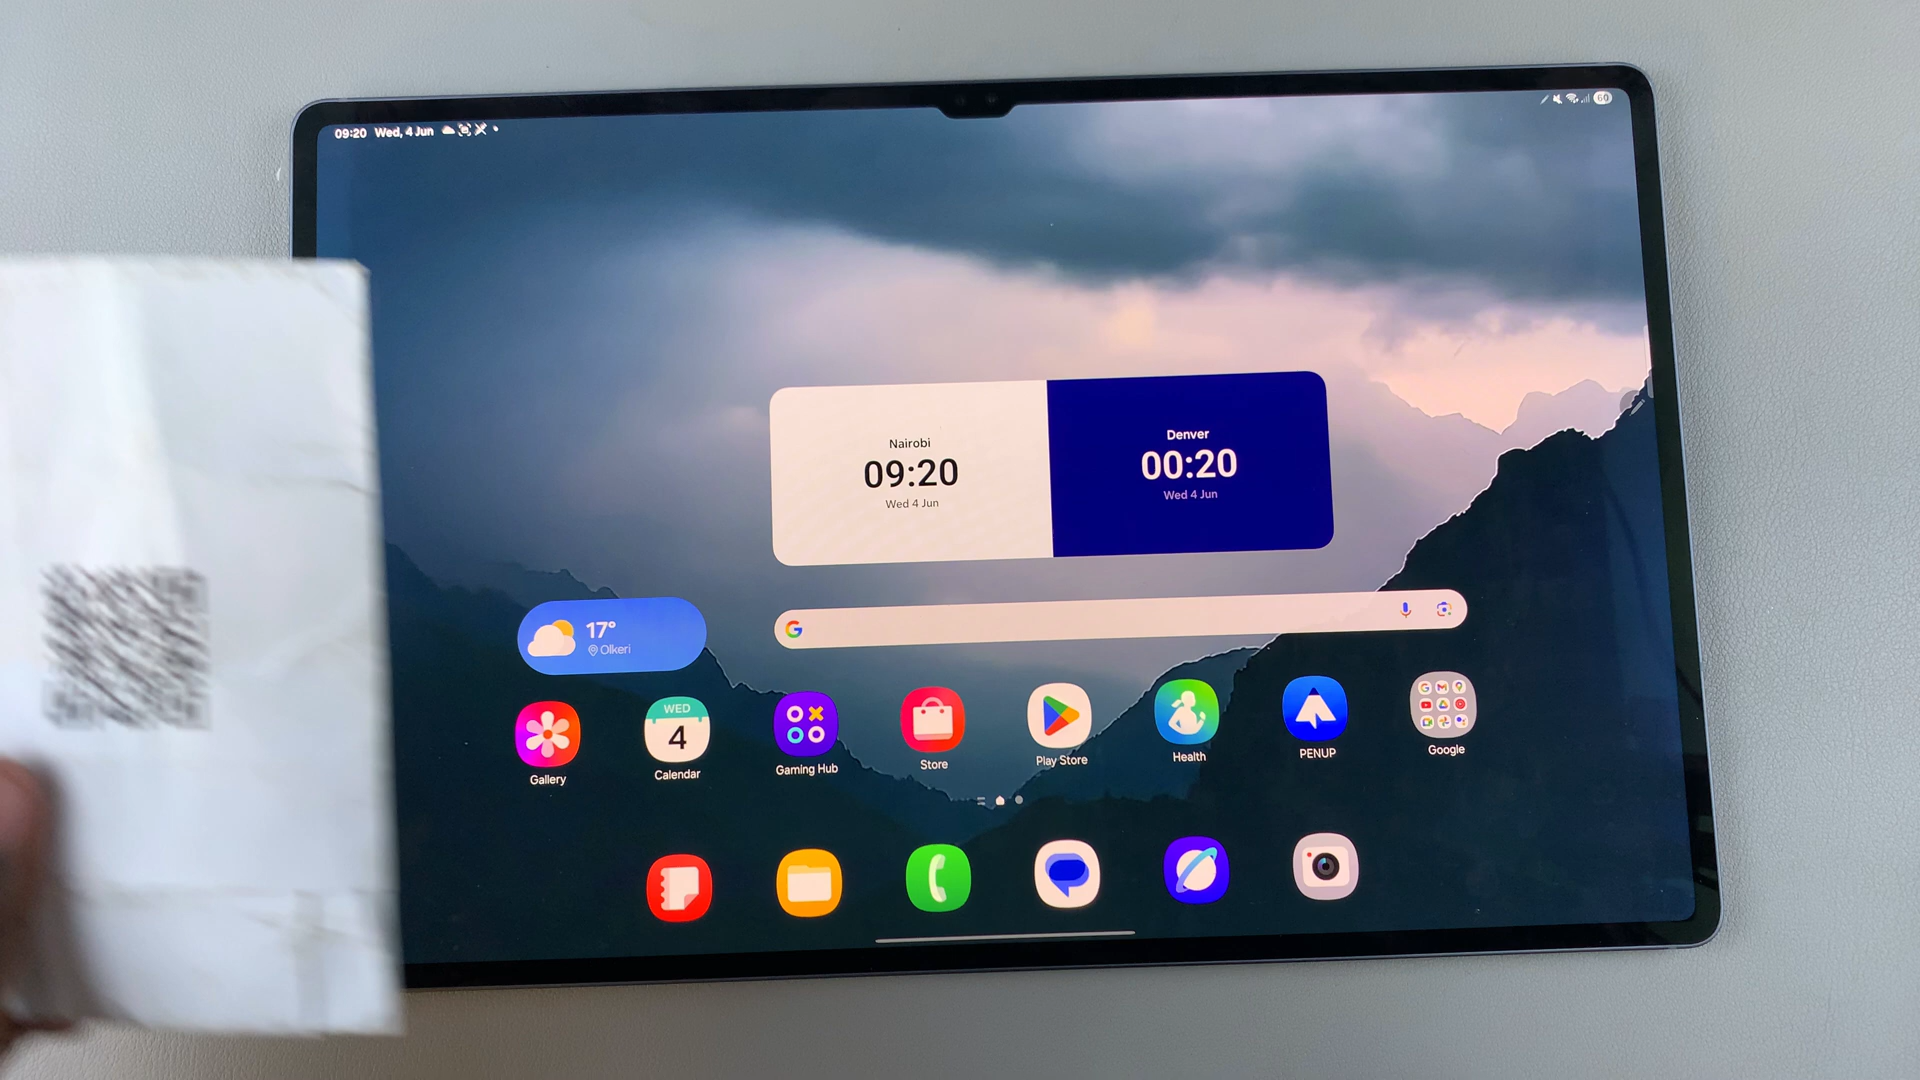 09:20 Wed, 4 Jun
60
Nairobi
09:20
Wed 4 Jun
Denver
00:20
Wed 4 Jun
17°
Olkeri
WED
4
Gallery
Calendar
Gaming Hub
Store
Play Store
Health
PENUP
Google